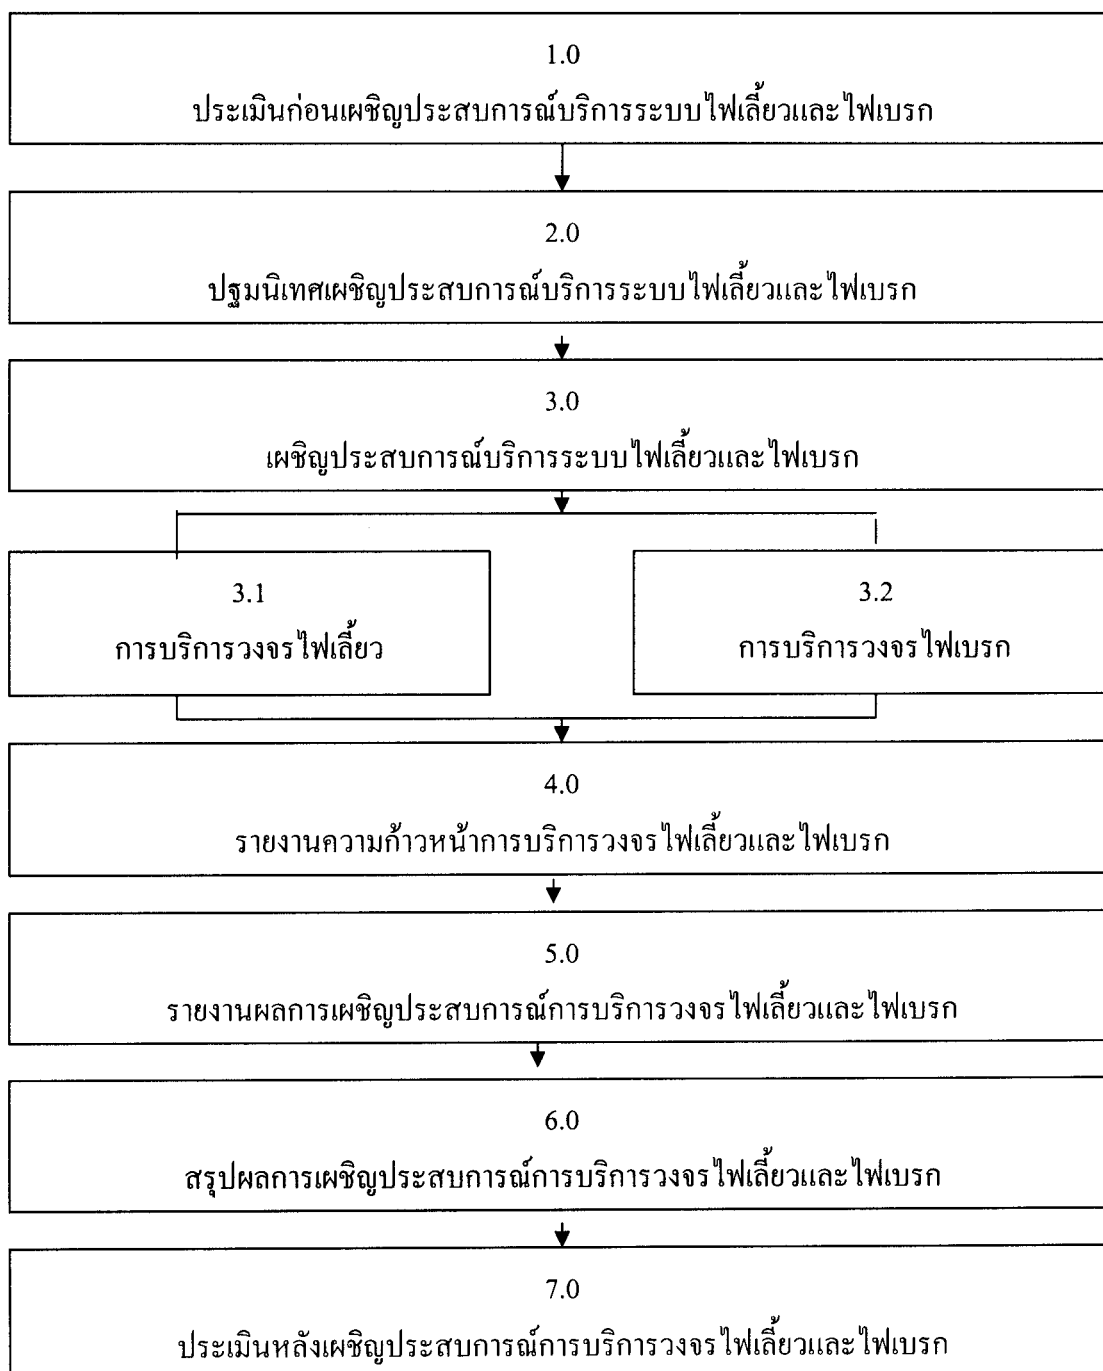 1.0
ประเมินก่อนเผชิญประสบการณ์บริการระบบไฟเลี้ยวและไฟเบรก
2.0
ปฐมนิเทศเผชิญประสบการณ์บริการระบบไฟเลี้ยวและไฟเบรก
3.0
เผชิญประสบการณ์บริการระบบไฟเลี้ยวและไฟเบรก
3.1
การบริการวงจรไฟเลี้ยว
3.2
การบริการวงจรไฟเบรก
4.0
รายงานความก้าวหน้าการบริการวงจรไฟเลี้ยวและไฟเบรก
5.0
รายงานผลการเผชิญประสบการณ์การบริการวงจรไฟเลี้ยวและไฟเบรก
6.0
สรุปผลการเผชิญประสบการณ์การบริการวงจรไฟเลี้ยวและไฟเบรก
7.0
ประเมินหลังเผชิญประสบการณ์การบริการวงจรไฟเลี้ยวและไฟเบรก